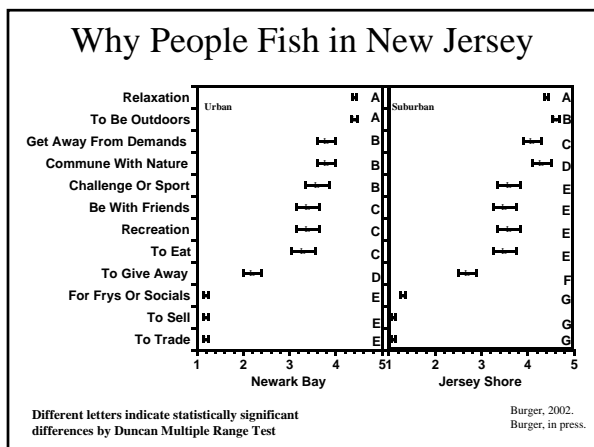 Why People Fish in New Jersey
Urban
Suburban
Relaxation A A
To Be Outdoors A B
Get Away From Demands B C
Commune With Nature B D
Challenge Or Sport B E
Be With Friends C E
Recreation C E
To Eat C E
To Give Away D F
For Frys Or Socials E G
To Sell E G
To Trade E G
1 2 3 4 51 2 3 4 5
Newark Bay Jersey Shore
Different letters indicate statistically significant
differences by Duncan Multiple Range Test
Burger, 2002.
Burger, in press.